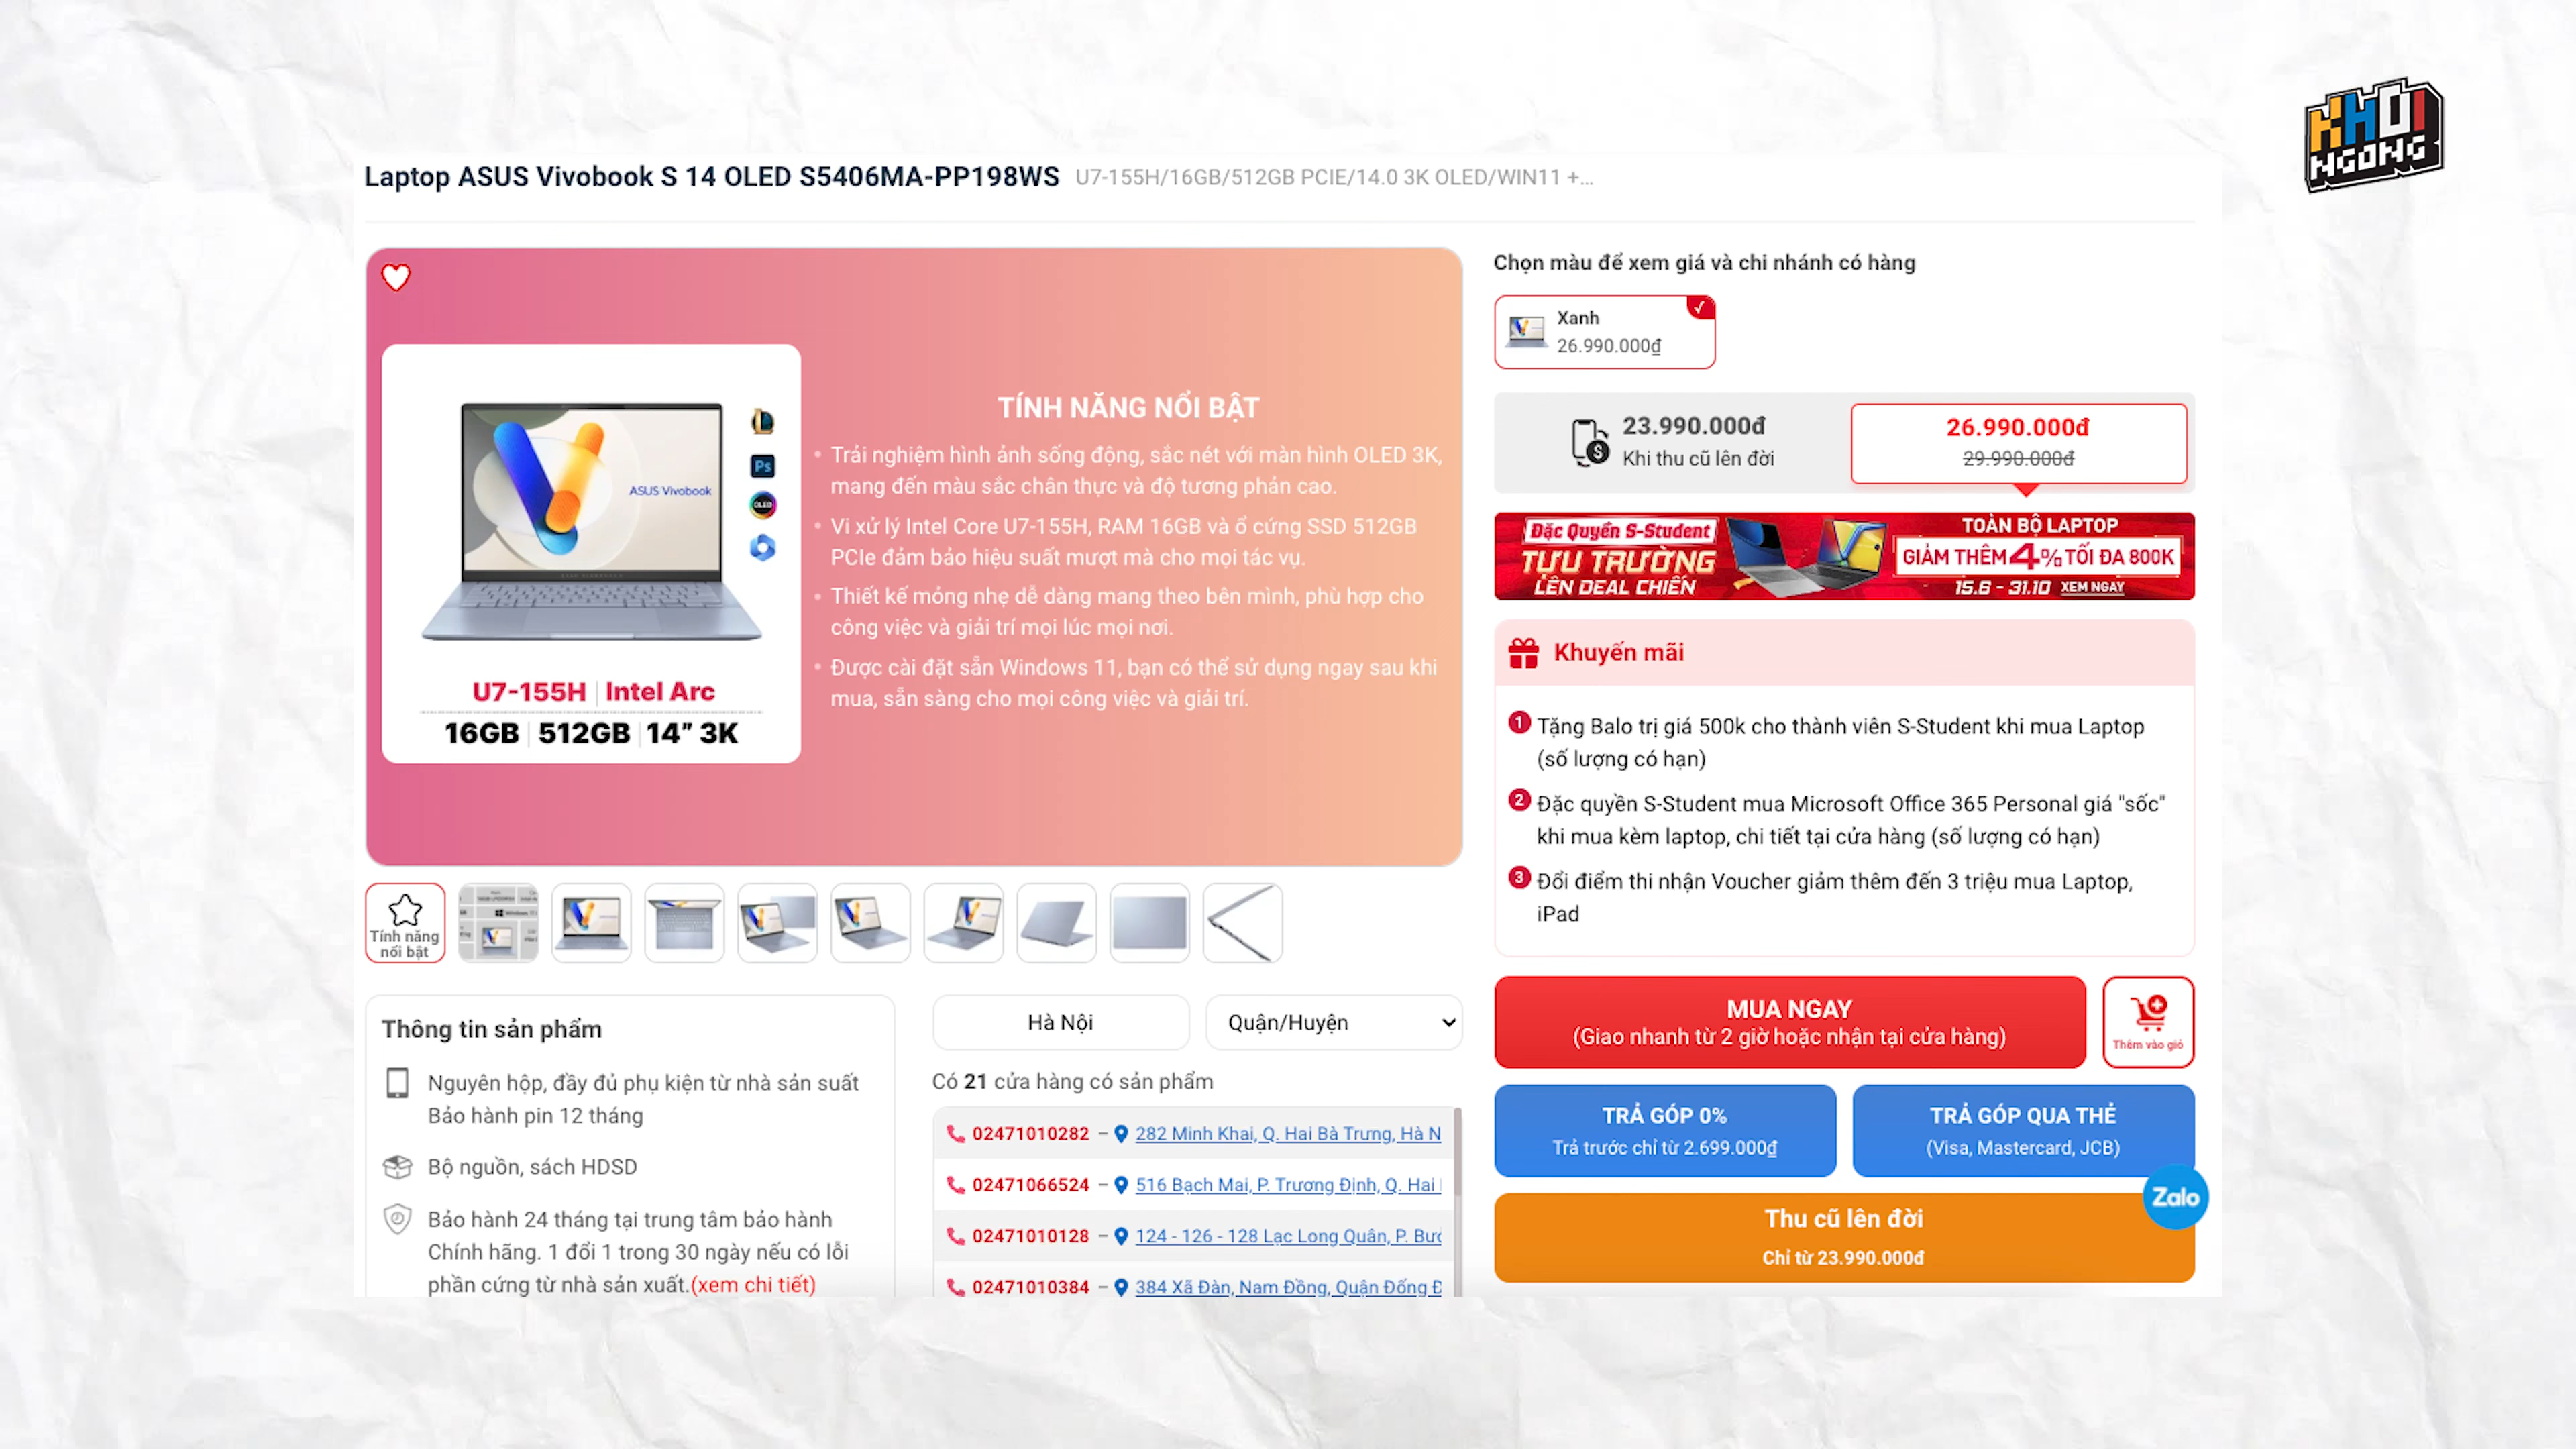 KHOI
NGONG
Laptop ASUS Vivobook S 14 OLED S5406MA-PP198WS U7-155H/16GB/512GB PCIE/14.0 3K OLED/WIN11 +...
ASUS Vivobook
Ps
OLED
U7-155H | Intel Arc
16GB | 512GB | 14" 3K
TÍNH NĂNG NỔI BẬT
• Trải nghiệm hình ảnh sống động, sắc nét với màn hình OLED 3K,
mang đến màu sắc chân thực và độ tương phản cao.
• Vi xử lý Intel Core U7-155H, RAM 16GB và ổ cứng SSD 512GB
PCIe đảm bảo hiệu suất mượt mà cho mọi tác vụ.
• Thiết kế mỏng nhẹ dễ dàng mang theo bên mình, phù hợp cho
công việc và giải trí mọi lúc mọi nơi.
• Được cài đặt sẵn Windows 11, bạn có thể sử dụng ngay sau khi
mua, sẵn sàng cho mọi công việc và giải trí.
Tính năng
nổi bật
Thông tin sản phẩm
Nguyên hộp, đầy đủ phụ kiện từ nhà sản suất
Bảo hành pin 12 tháng
Bộ nguồn, sách HDSD
Bảo hành 24 tháng tại trung tâm bảo hành
Chính hãng. 1 đổi 1 trong 30 ngày nếu có lỗi
phần cứng từ nhà sản xuất.(xem chi tiết)
Hà Nội
Quận/Huyện
Có 21 cửa hàng có sản phẩm
02471010282 – 282 Minh Khai, Q. Hai Bà Trưng, Hà N
02471066524 – 516 Bạch Mai, P. Trương Định, Q. Hai
02471010128 – 124 - 126 - 128 Lạc Long Quân, P. Bưở
02471010384 – 384 Xã Đàn, Nam Đồng, Quận Đống Đ
Chọn màu để xem giá và chi nhánh có hàng
Xanh
26.990.000₫
23.990.000đ
Khi thu cũ lên đời
26.990.000đ
29.990.000đ
Đặc Quyền S-Student
TỰU TRƯỜNG
LÊN DEAL CHIẾN
TOÀN BỘ LAPTOP
GIẢM THÊM 4% TỐI ĐA 800K
15.6 - 31.10 XEM NGAY
Khuyến mãi
1 Tặng Balo trị giá 500k cho thành viên S-Student khi mua Laptop
(số lượng có hạn)
2 Đặc quyền S-Student mua Microsoft Office 365 Personal giá "sốc"
khi mua kèm laptop, chi tiết tại cửa hàng (số lượng có hạn)
3 Đổi điểm thi nhận Voucher giảm thêm đến 3 triệu mua Laptop,
iPad
MUA NGAY
(Giao nhanh từ 2 giờ hoặc nhận tại cửa hàng)
Thêm vào giỏ
TRẢ GÓP 0%
Trả trước chỉ từ 2.699.000₫
TRẢ GÓP QUA THẺ
(Visa, Mastercard, JCB)
Zalo
Thu cũ lên đời
Chỉ từ 23.990.000đ